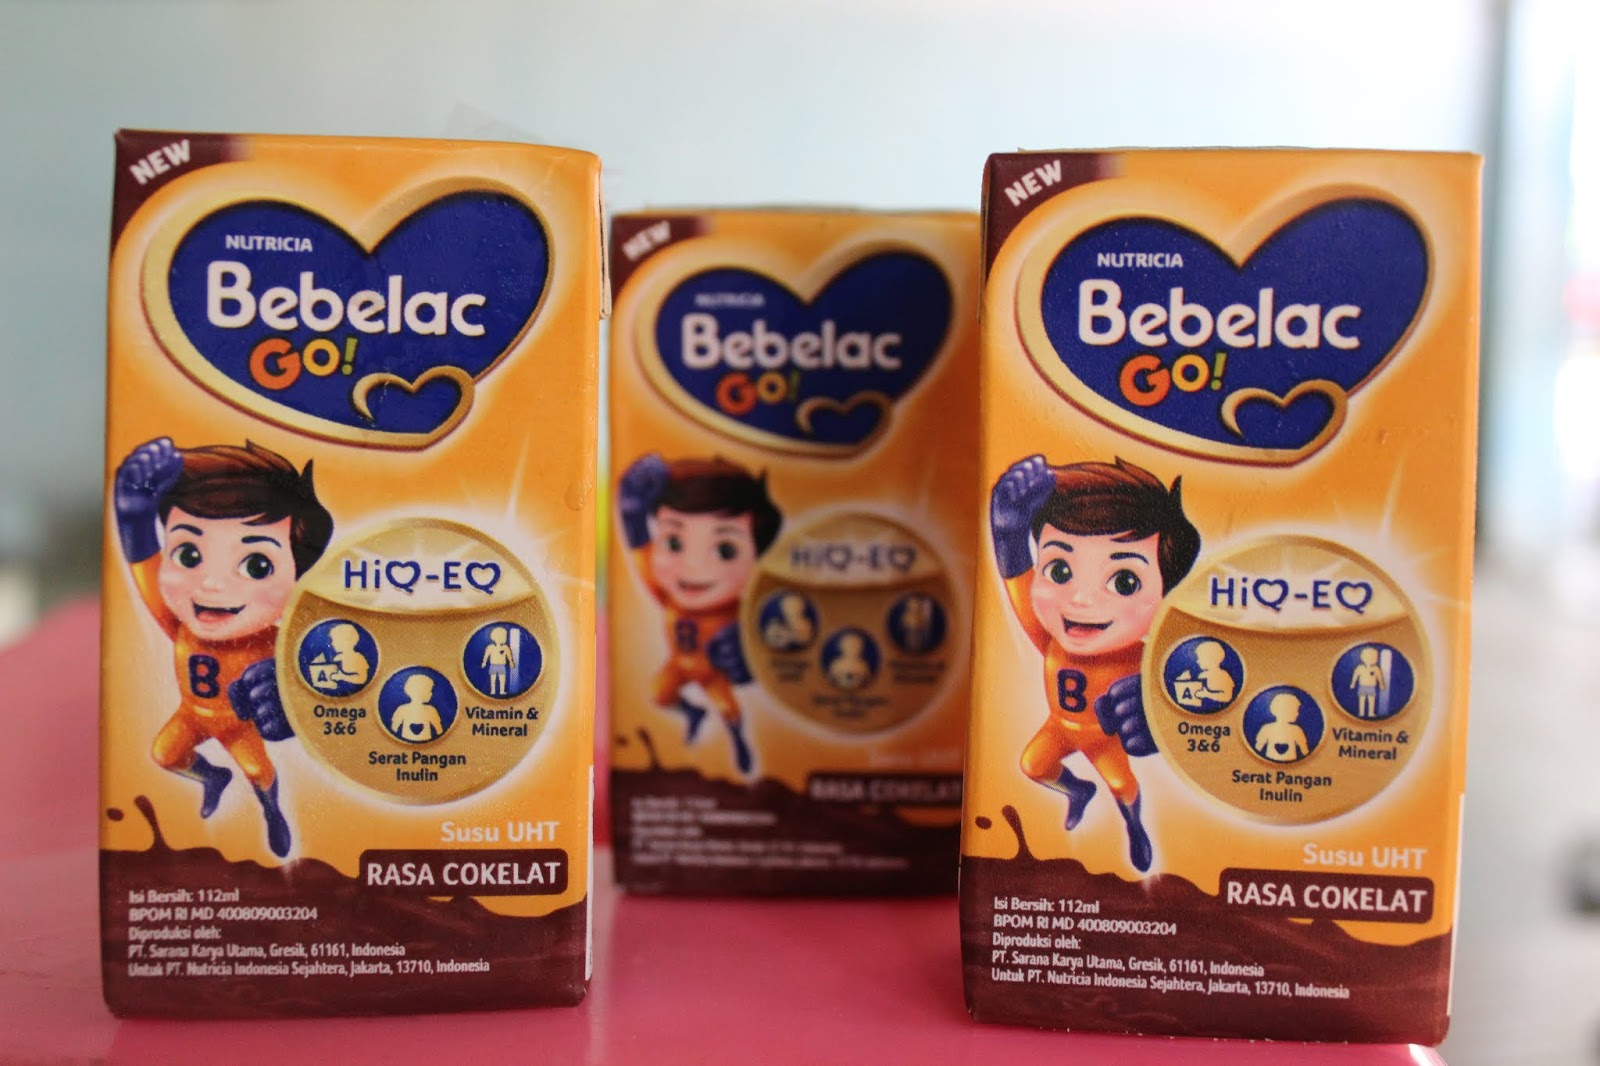 NEW
NUTRICIA
Bebelac
GO!
HiQ-EQ
Omega
3&6
Serat Pangan
Inulin
Vitamin &
Mineral
B
Susu UHT
RASA COKELAT
Isi Bersih: 112ml
BPOM RI MD 400809003204
Diproduksi oleh:
PT. Sarana Karya Utama, Gresik, 61161, Indonesia
Untuk PT. Nutricia Indonesia Sejahtera, Jakarta, 13710, Indonesia
NEW
NUTRICIA
Bebelac
GO!
HiQ-EQ
B
RASA COKELAT
NEW
NUTRICIA
Bebelac
GO!
HiQ-EQ
A
Omega
3&6
Serat Pangan
Inulin
Vitamin &
Mineral
B
Susu UHT
RASA COKELAT
Isi Bersih: 112ml
BPOM RI MD 400809003204
Diproduksi oleh:
PT. Sarana Karya Utama, Gresik, 61161, Indonesia
Untuk PT. Nutricia Indonesia Sejahtera, Jakarta, 13710, Indonesia